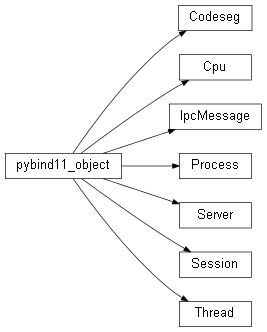 Codeseg
Cpu
IpcMessage
pybind11_object
Process
Server
Session
Thread